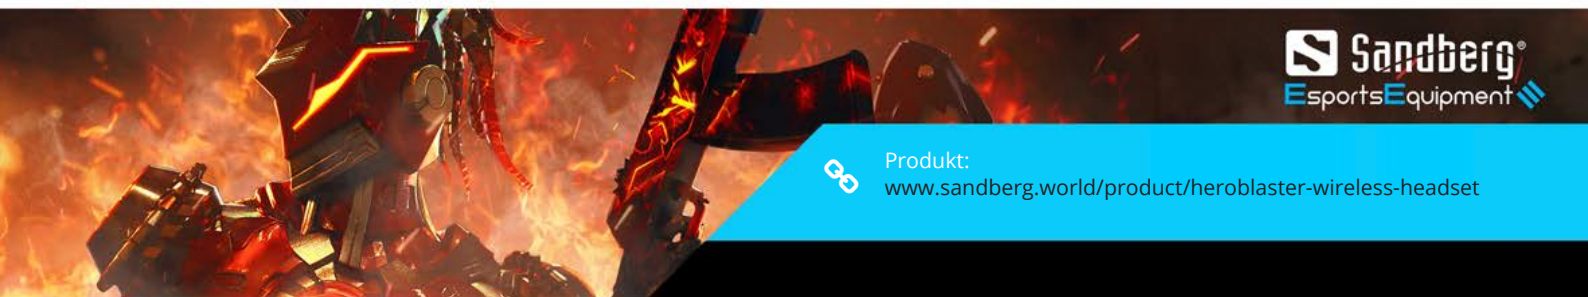 Sandberg®
EsportsEquipment
Produkt:
www.sandberg.world/product/heroblaster-wireless-headset